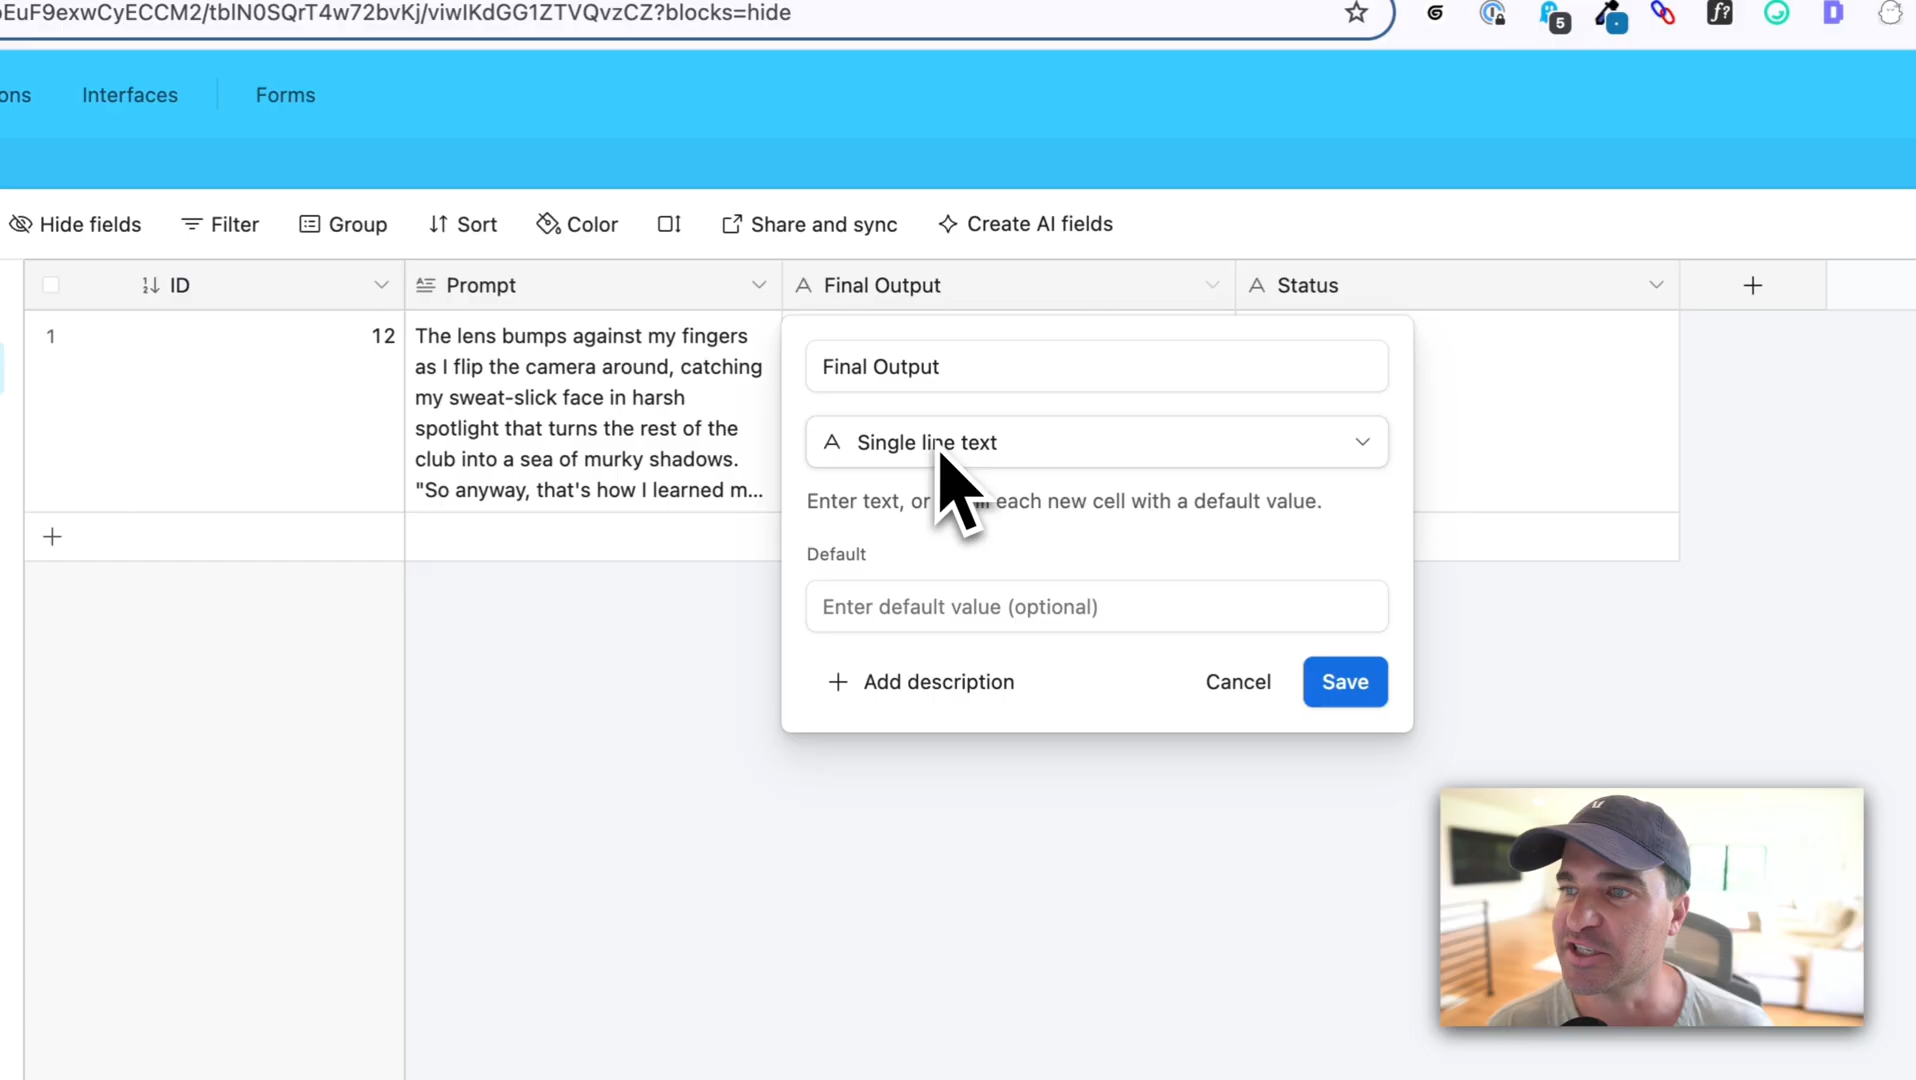 EuF9exwCyECCM2/tblN0SQrT4w72bvKj/viwIKdGG1ZTVQvzCZ?blocks=hide
5
f?
ons
Interfaces
Forms
Hide fields
Filter
Group
Sort
Color
Share and sync
Create AI fields
ID
Prompt
Final Output
Status
1
12
The lens bumps against my fingers
as I flip the camera around, catching
my sweat-slick face in harsh
spotlight that turns the rest of the
club into a sea of murky shadows.
"So anyway, that's how I learned m...
Final Output
Single line text
Enter text, or each new cell with a default value.
Default
Enter default value (optional)
Add description
Cancel
Save